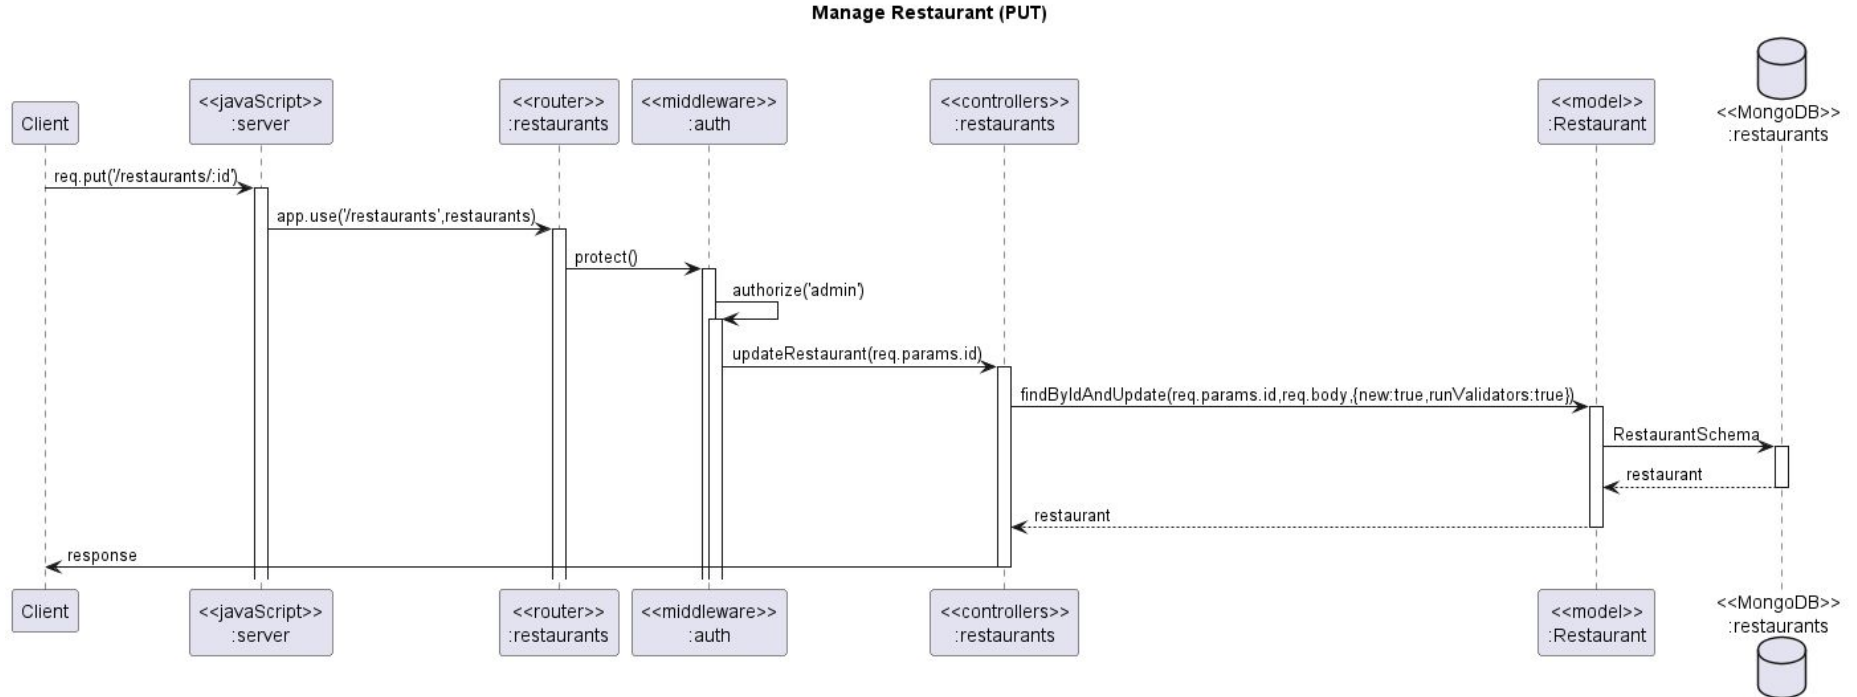 Manage Restaurant (PUT)
Client
<<javaScript>>
:server
<<router>>
:restaurants
<<middleware>>
:auth
<<controllers>>
:restaurants
<<model>>
:Restaurant
<<MongoDB>>
:restaurants
req.put('/restaurants/:id')
app.use('/restaurants',restaurants)
protect()
authorize('admin')
updateRestaurant(req.params.id)
findByIdAndUpdate(req.params.id,req.body,{new:true,runValidators:true})
RestaurantSchema
restaurant
restaurant
response
Client
<<javaScript>>
:server
<<router>>
:restaurants
<<middleware>>
:auth
<<controllers>>
:restaurants
<<model>>
:Restaurant
<<MongoDB>>
:restaurants